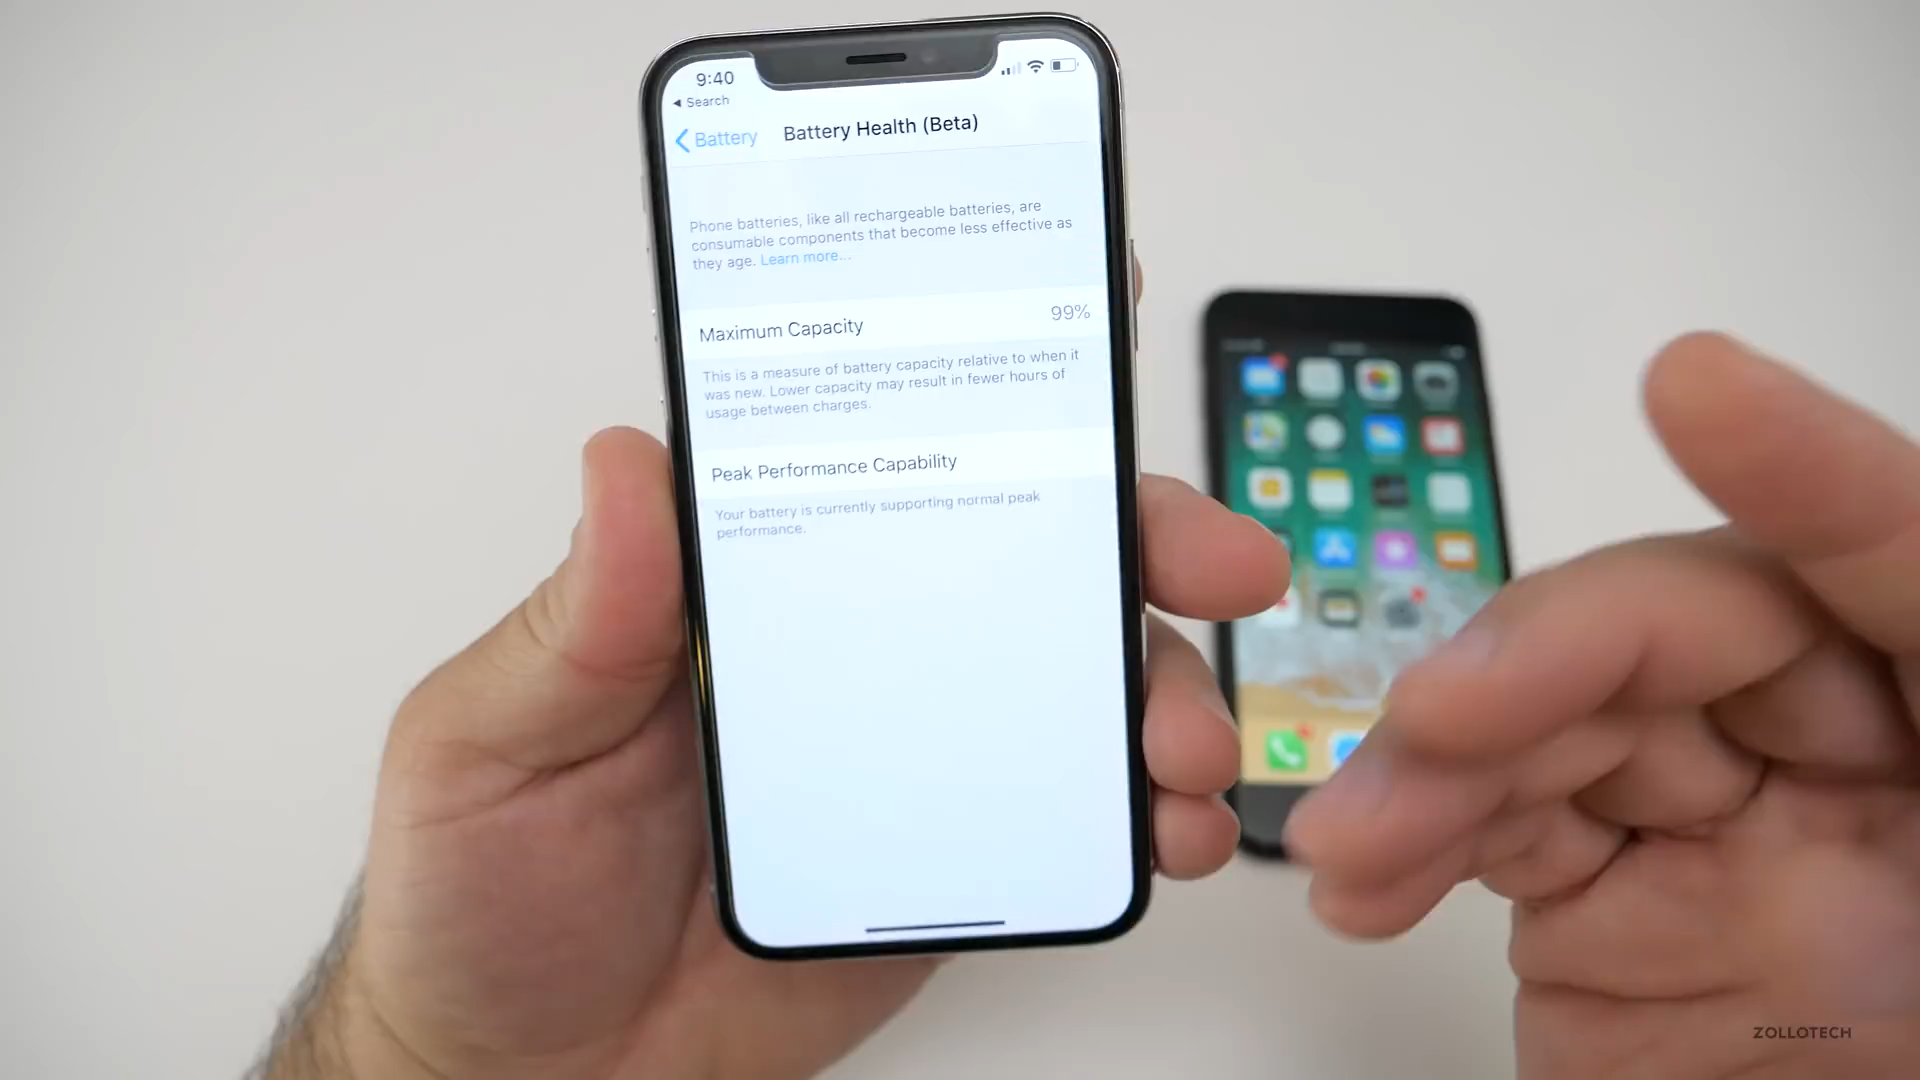 9:40
Search
Battery
Battery Health (Beta)
Phone batteries, like all rechargeable batteries, are
consumable components that become less effective as
they age. Learn more...
Maximum Capacity
99%
This is a measure of battery capacity relative to when it
was new. Lower capacity may result in fewer hours of
usage between charges.
Peak Performance Capability
Your battery is currently supporting normal peak
performance.
ZOLLOTECH